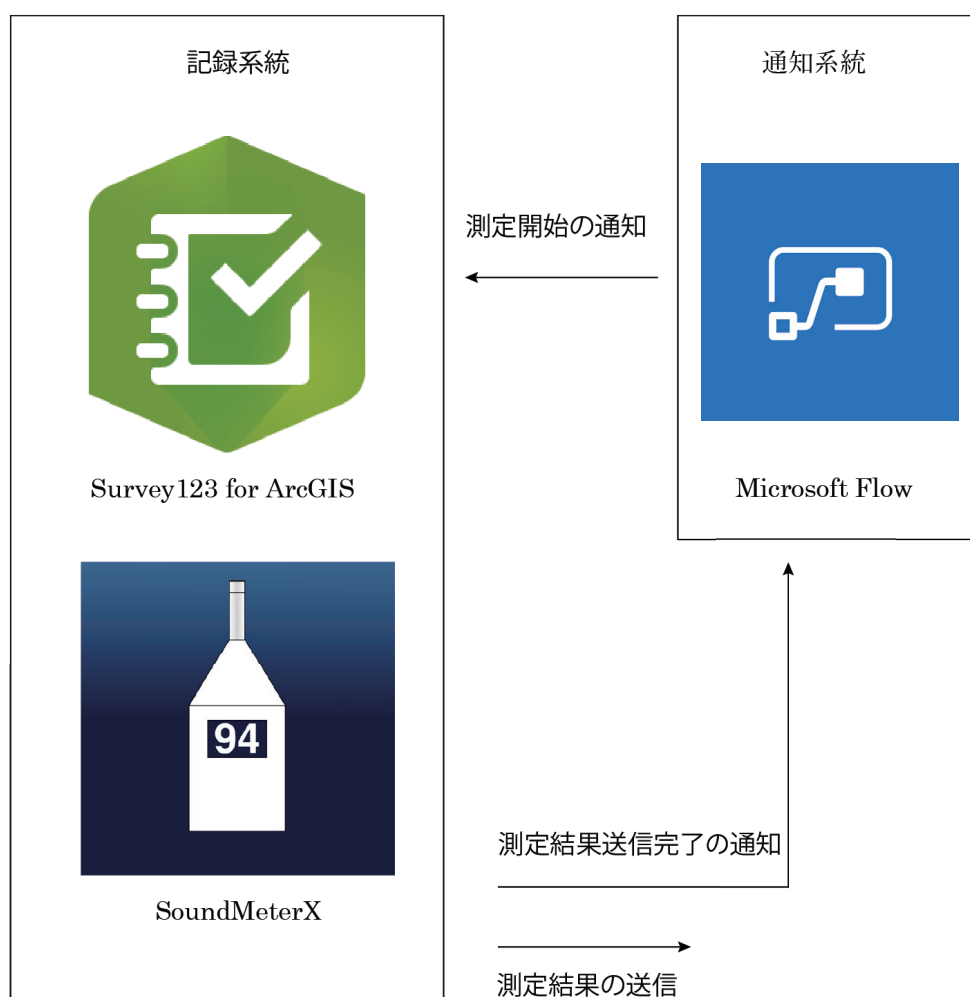 記録系統
通知系統
測定開始の通知
Survey123 for ArcGIS
Microsoft Flow
94
測定結果送信完了の通知
SoundMeterX
測定結果の送信